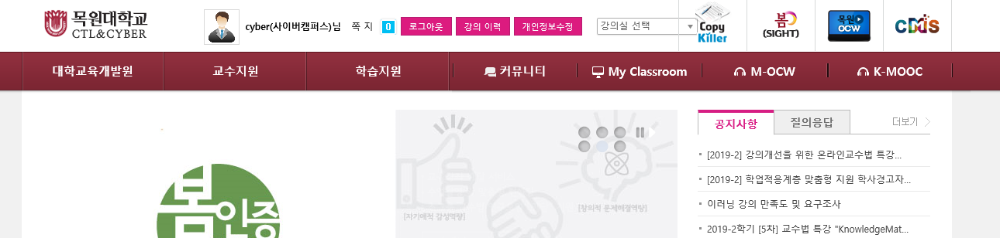 목원대학교
CTL&CYBER
cyber(사이버캠퍼스)님 쪽 지 0 로그아웃 강의 이력 개인정보수정 강의실 선택
Copy
Killer
봄
(SIGHT)
목원
OCW
CMS
대학교육개발원 교수지원 학습지원 커뮤니티 My Classroom M-OCW K-MOOC
공지사항 질의응답 더보기
[2019-2] 강의개선을 위한 온라인교수법 특강...
[2019-2] 학업적응계층 맞춤형 지원 학사경고자...
이러닝 강의 만족도 및 요구조사
2019-2학기 [5차] 교수법 특강 "KnowledgeMat...
봄인증
[자기애적 감성역량]
[창의적 문제해결역량]